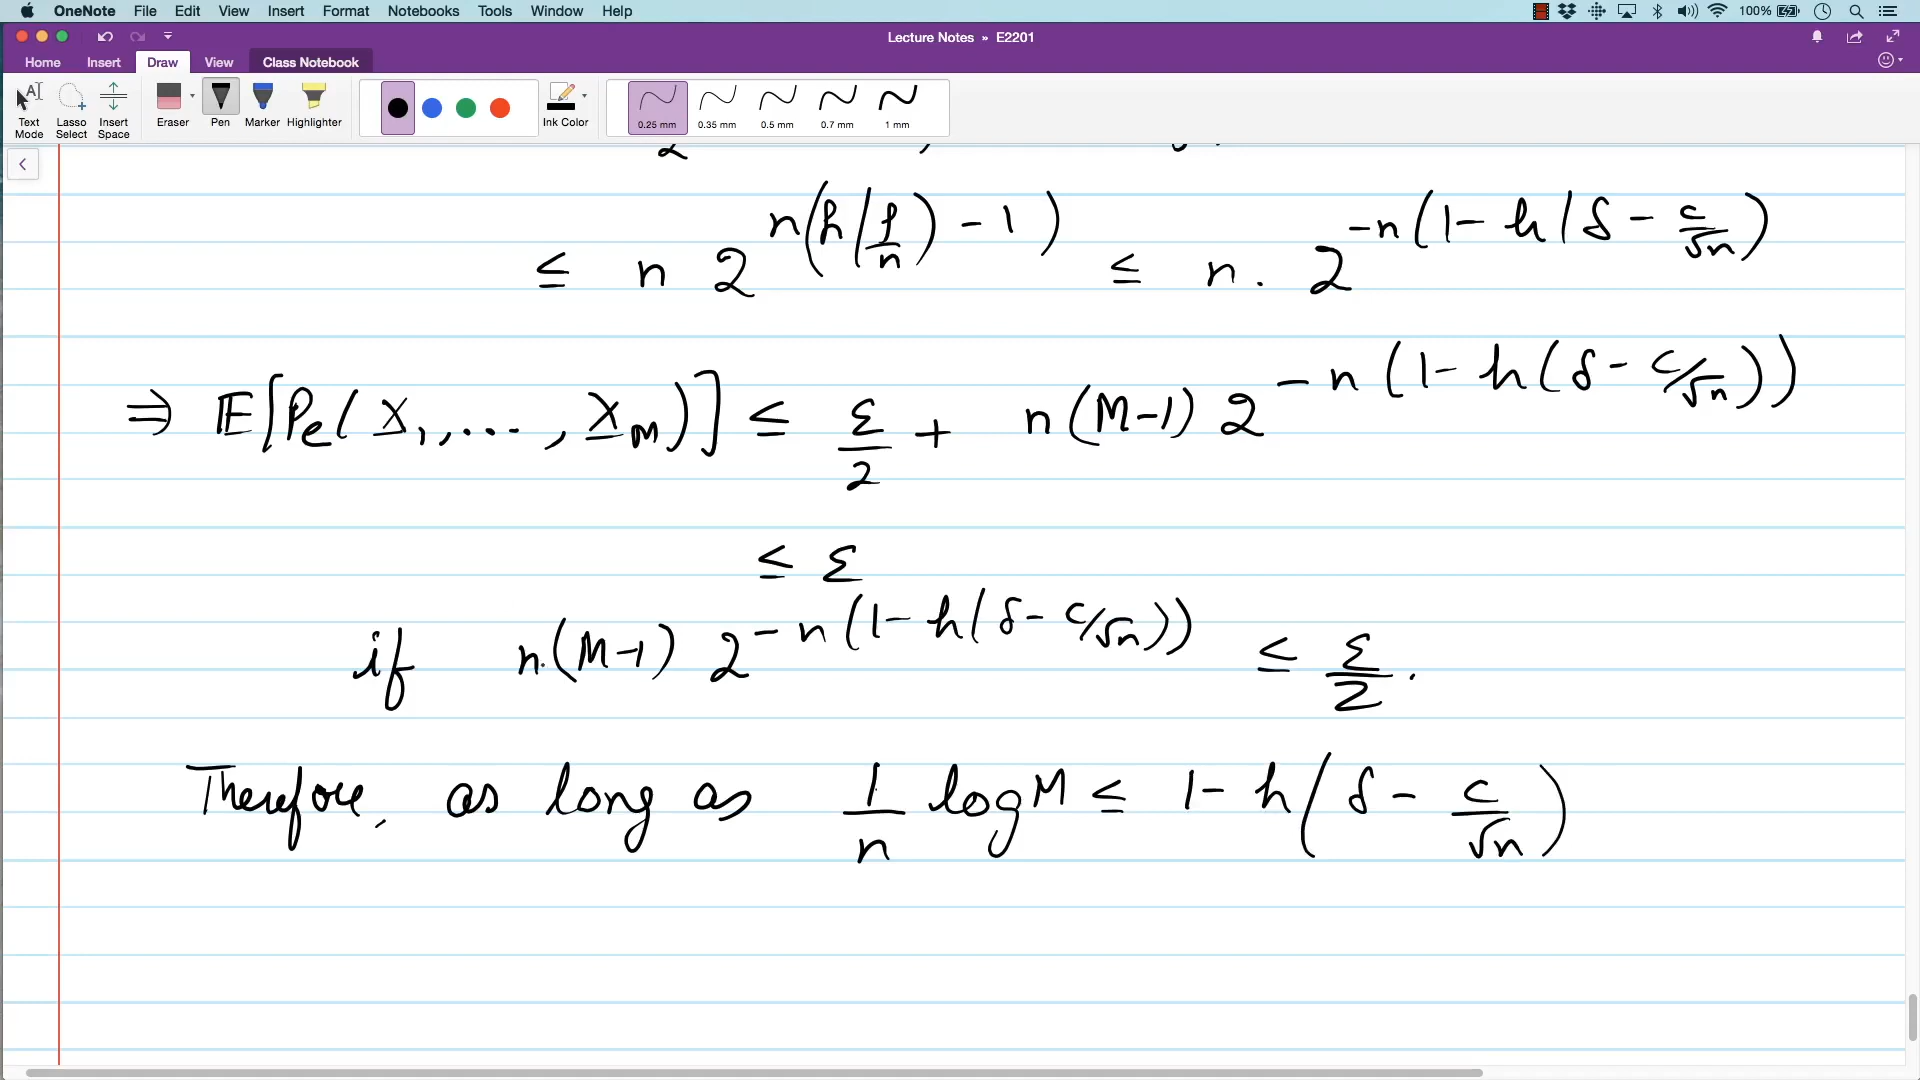 OneNote File Edit View Insert Format Notebooks Tools Window Help 100%
Lecture Notes » E2201
Home Insert Draw View Class Notebook
Text Mode Lasso Select Insert Space Eraser Pen Marker Highlighter Ink Color 0.25 mm 0.35 mm 0.5 mm 0.7 mm 1 mm
≤ n 2^{n(h(f/n) - 1)} ≤ n. 2^{-n(1 - h(δ - c/√n)}
⇒ 𝔼[Pe(X₁, ..., X_M)] ≤ ε/2 + n(M-1) 2^{-n(1 - h(δ - c/√n))}
≤ ε
if n.(M-1) 2^{-n(1 - h(δ - c/√n))} ≤ ε/2.
Therefore, as long as 1/n log M ≤ 1 - h(δ - c/√n)